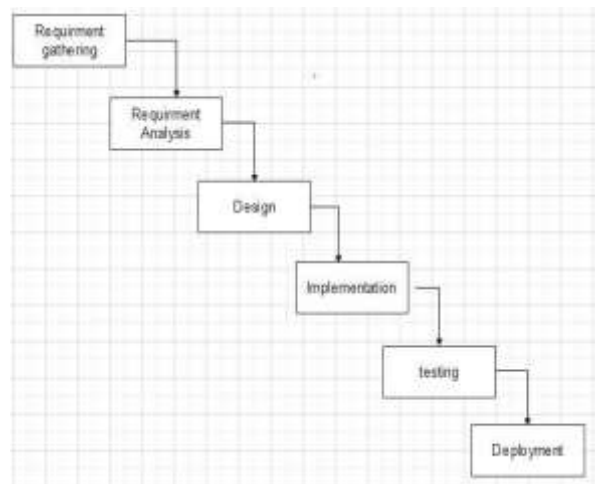 Requirment
gathering
Requirment
Analysis
Design
Implementation
testing
Deployment